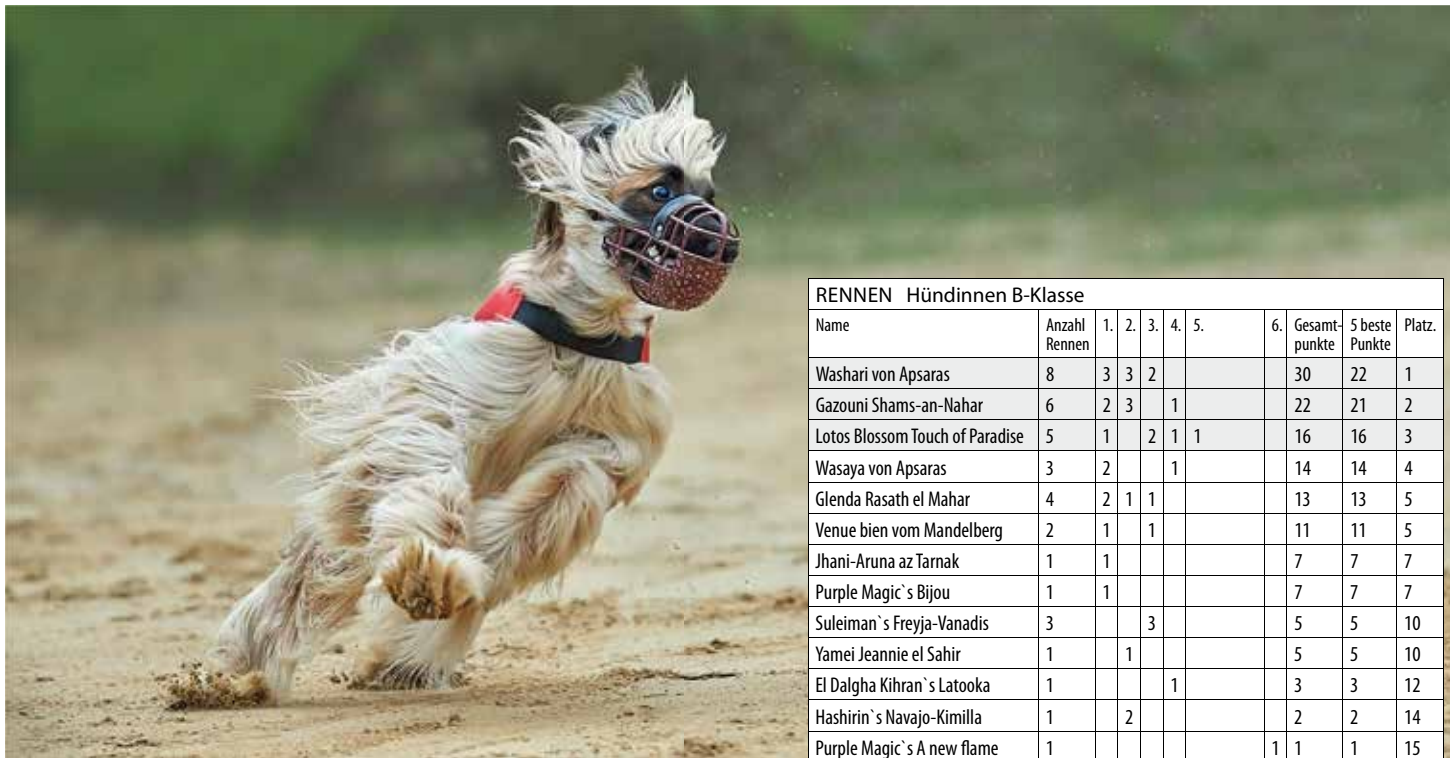 RENNEN Hündinnen B-Klasse
Name Anzahl Rennen 1. 2. 3. 4. 5. 6. Gesamt-punkte 5 beste Punkte Platz.
Washari von Apsaras 8 3 3 2 30 22 1
Gazouni Shams-an-Nahar 6 2 3 1 22 21 2
Lotos Blossom Touch of Paradise 5 1 2 1 1 16 16 3
Wasaya von Apsaras 3 2 1 14 14 4
Glenda Rasath el Mahar 4 2 1 1 13 13 5
Venue bien vom Mandelberg 2 1 1 11 11 5
Jhani-Aruna az Tarnak 1 1 7 7 7
Purple Magic`s Bijou 1 1 7 7 7
Suleiman`s Freyja-Vanadis 3 3 5 5 10
Yamei Jeannie el Sahir 1 1 5 5 10
El Dalgha Kihran`s Latooka 1 1 3 3 12
Hashirin`s Navajo-Kimilla 1 2 2 2 14
Purple Magic`s A new flame 1 1 1 1 15